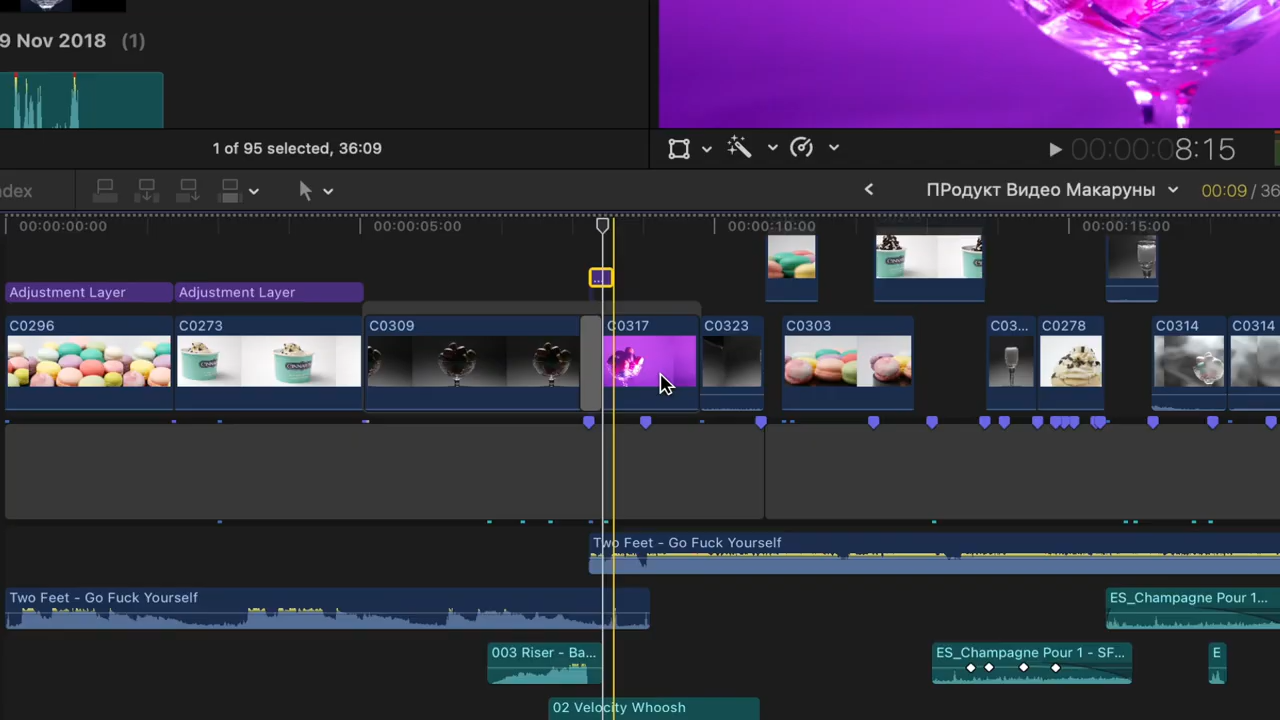 9 Nov 2018 (1)
1 of 95 selected, 36:09
00:00:08:15
ndex
ПРодукт Видео Макаруны
00:09 / 36
00:00:00:00
00:00:05:00
00:00:10:00
00:00:15:00
Adjustment Layer
Adjustment Layer
C0296
C0273
C0309
C0317
C0323
C0303
C03...
C0278
C0314
C0314
Two Feet - Go Fuck Yourself
Two Feet - Go Fuck Yourself
ES_Champagne Pour 1...
003 Riser - Ba...
ES_Champagne Pour 1 - SF...
E
02 Velocity Whoosh